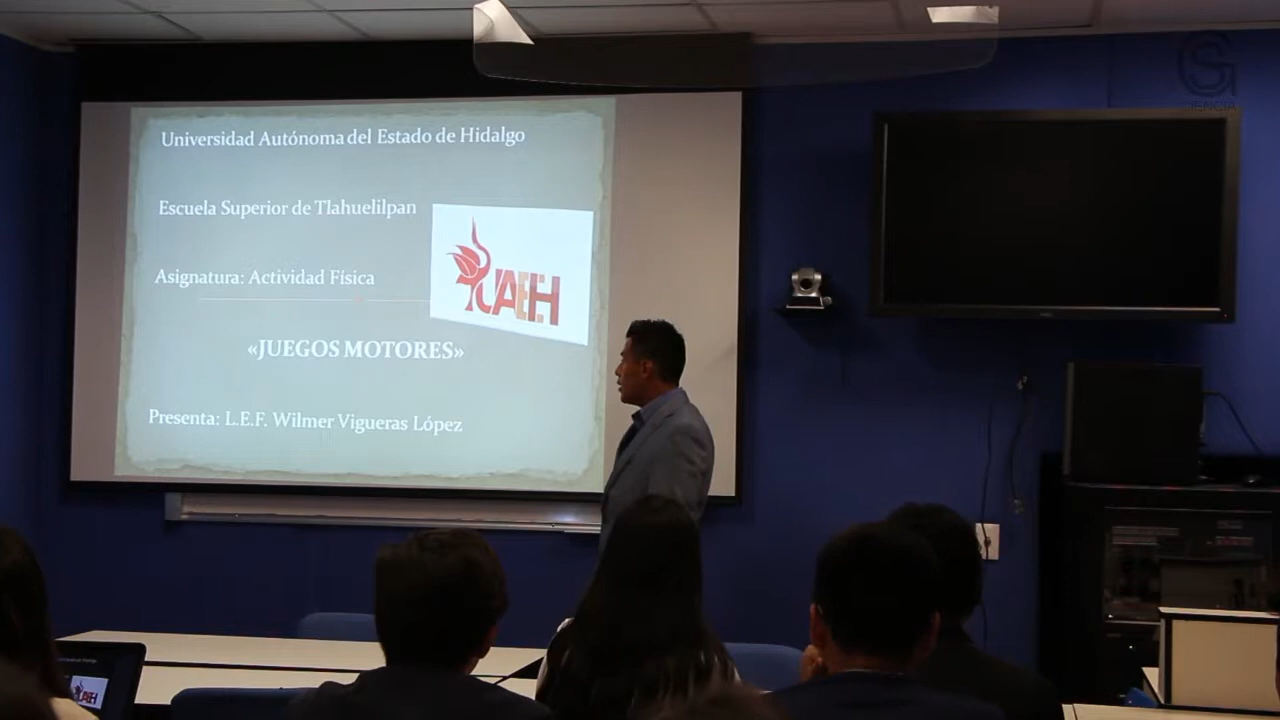 Universidad Autónoma del Estado de Hidalgo
Escuela Superior de Tlahuelilpan
UAEH
Asignatura: Actividad Física
«JUEGOS MOTORES»
Presenta: L.E.F. Wilmer Vigueras López